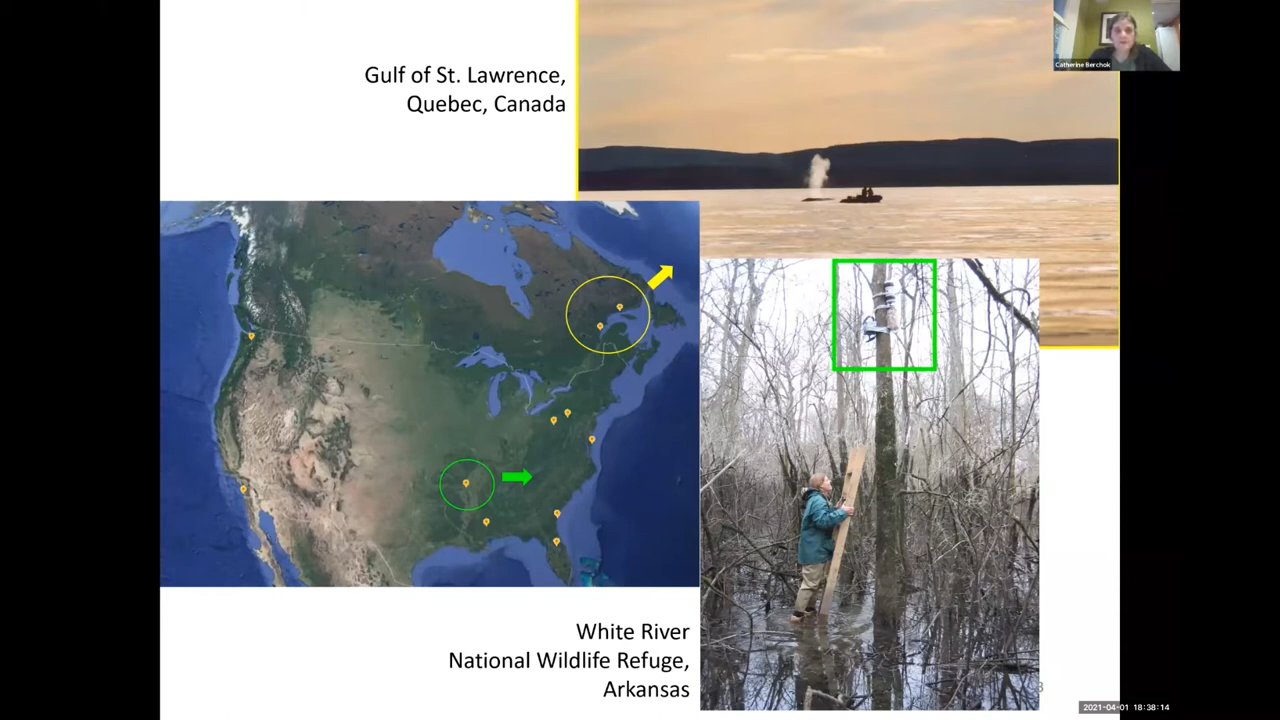 Gulf of St. Lawrence,
Quebec, Canada
Catherine Berchok
White River
National Wildlife Refuge,
Arkansas
3
2021-04-01 18:38:14